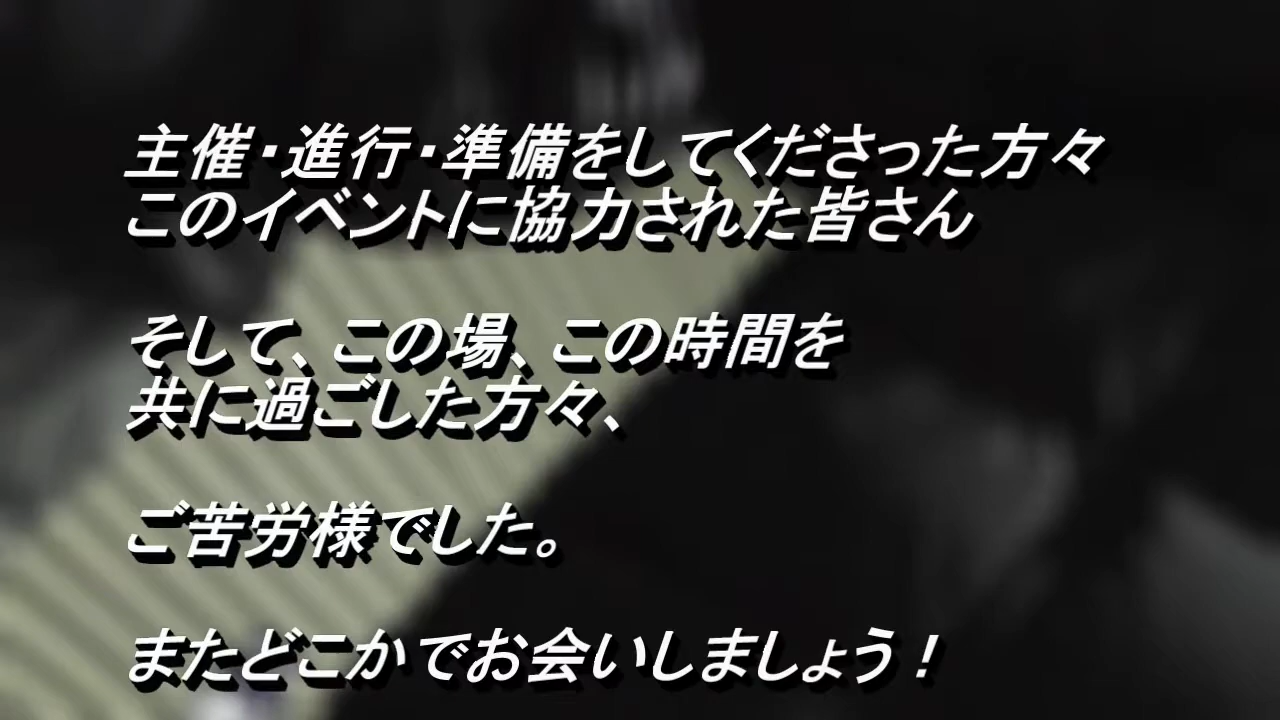 主催・進行・準備をしてくださった方々
このイベントに協力された皆さん
そして、この場、この時間を
共に過ごした方々、
ご苦労様でした。
またどこかでお会いしましょう！